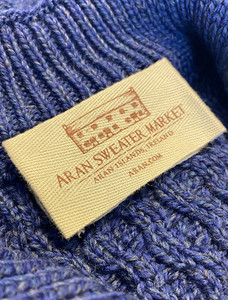 ARAN SWEATER MARKET
ARAN ISLANDS, IRELAND
ARAN.COM